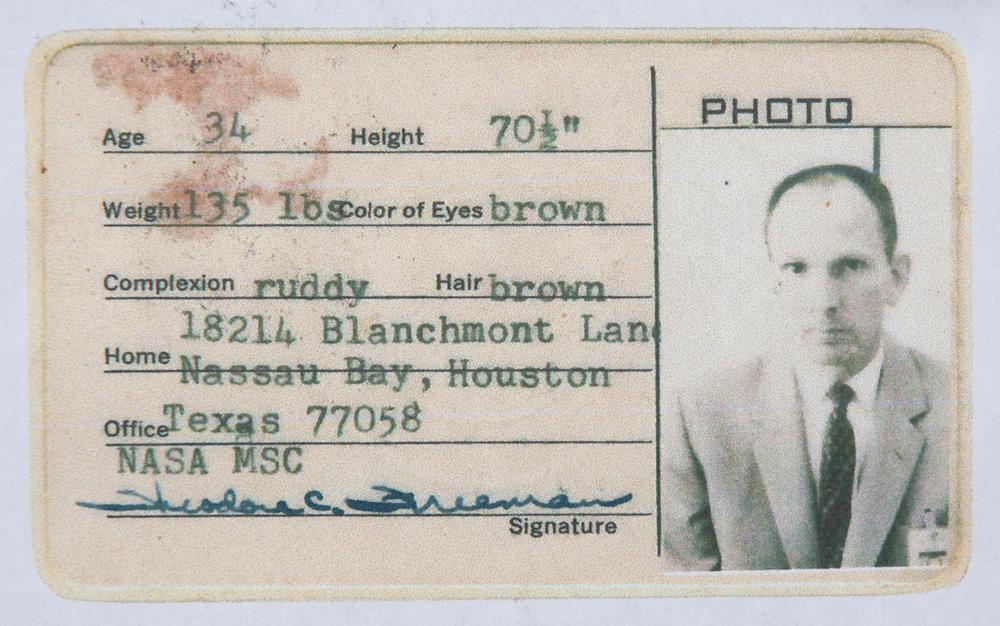 PHOTO
Age 34 Height 70½"
Weight 135 lbs Color of Eyes brown
Complexion ruddy Hair brown
18214 Blanchmont Lane
Home Nassau Bay, Houston
Office Texas 77058
NASA MSC
Theodore C. Freeman
Signature